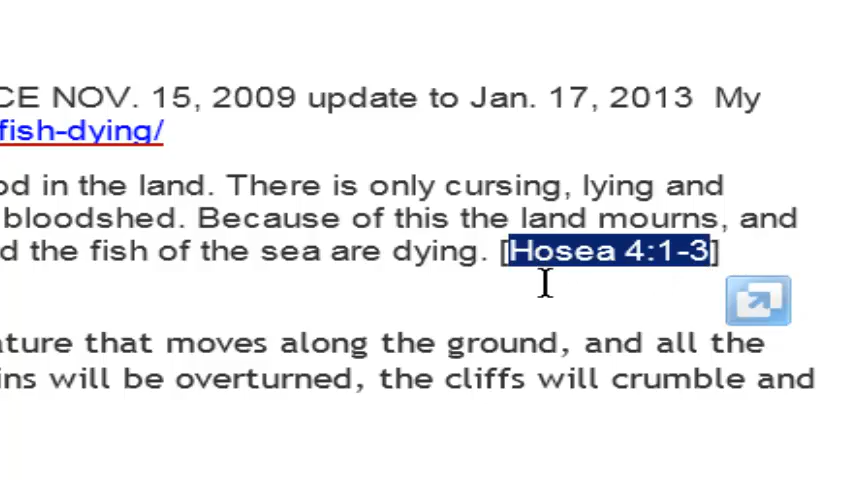 CE NOV. 15, 2009 update to Jan. 17, 2013 My
fish-dying/
od in the land. There is only cursing, lying and
bloodshed. Because of this the land mourns, and
d the fish of the sea are dying. [Hosea 4:1-3]
ature that moves along the ground, and all the
ins will be overturned, the cliffs will crumble and